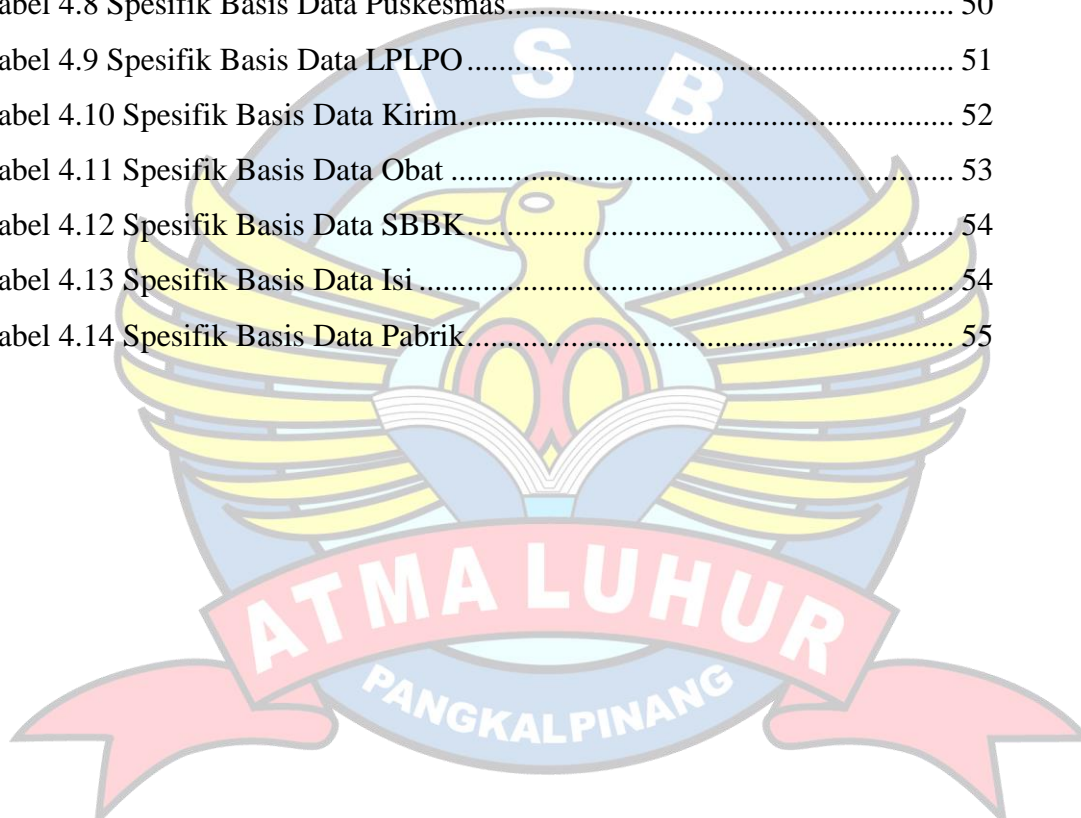 abel 4.8 Spesifik Basis Data Puskesmas.................................................... 50
abel 4.9 Spesifik Basis Data LPLPO......................................................... 51
abel 4.10 Spesifik Basis Data Kirim.......................................................... 52
abel 4.11 Spesifik Basis Data Obat ........................................................... 53
abel 4.12 Spesifik Basis Data SBBK......................................................... 54
abel 4.13 Spesifik Basis Data Isi ............................................................... 54
abel 4.14 Spesifik Basis Data Pabrik......................................................... 55
I S B
ATMA LUHUR
PANGKALPINANG